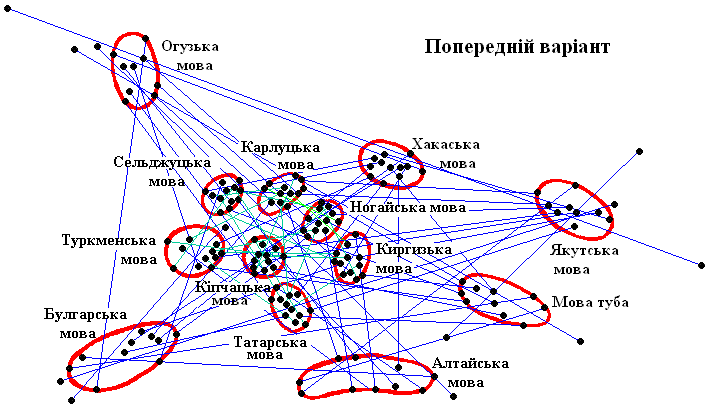 Огузька
мова
Попередній варіант
Карлуцька
мова
Хакаська
мова
Сельджуцька
мова
Ногайська мова
Туркменська
мова
Киргизька
мова
Якутська
мова
Кіпчацька
мова
Мова туба
Булгарська
мова
Татарська
мова
Алтайська
мова